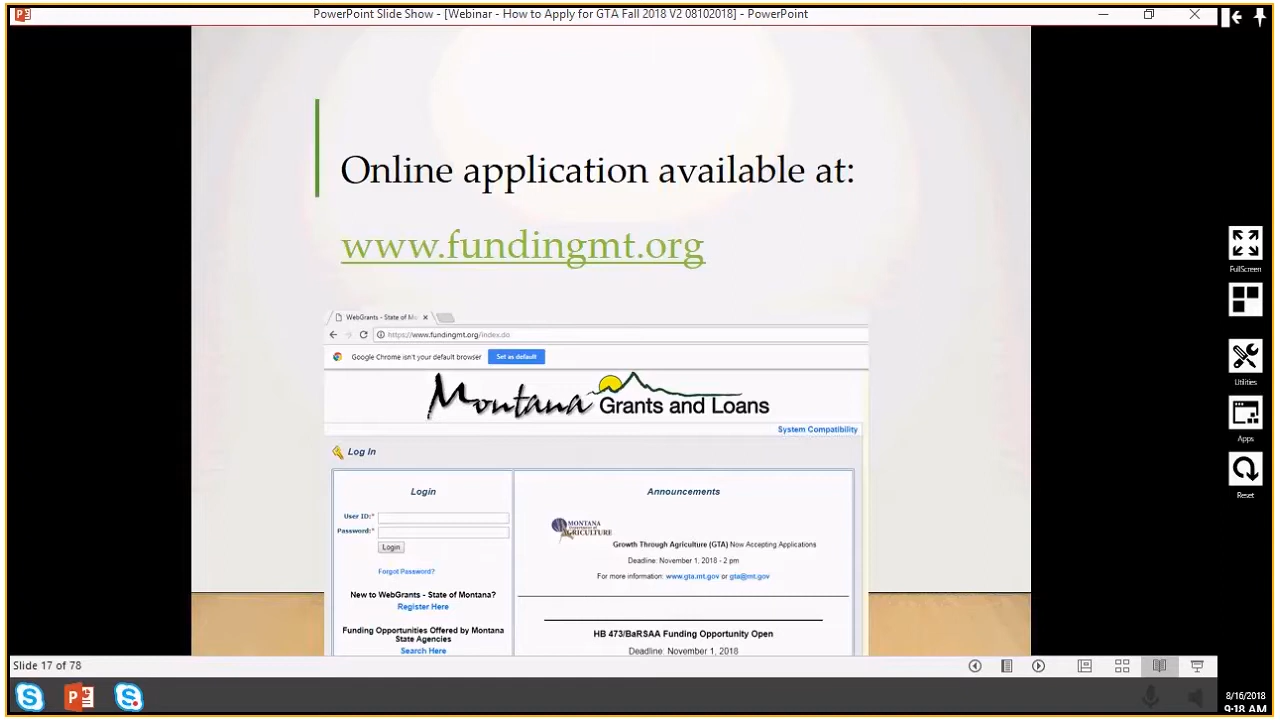 PowerPoint Slide Show - [Webinar - How to Apply for GTA Fall 2018 V2 08102018] - PowerPoint
Online application available at:
www.fundingmt.org
WebGrants - State of Mo
https://www.fundingmt.org/index.do
Google Chrome isn't your default browser Set as default
Montana Grants and Loans
System Compatibility
Log In
Login
User ID:*
Password:*
Login
Forgot Password?
New to WebGrants - State of Montana?
Register Here
Funding Opportunities Offered by Montana
State Agencies
Search Here
Announcements
MONTANA
Department of
AGRICULTURE
Growth Through Agriculture (GTA) Now Accepting Applications
Deadline: November 1, 2018 - 2 pm
For more information: www.gta.mt.gov or gta@mt.gov
HB 473/BaRSAA Funding Opportunity Open
Deadline: November 1, 2018
FullScreen
Utilities
Apps
Reset
Slide 17 of 78
8/16/2018
9:18 AM